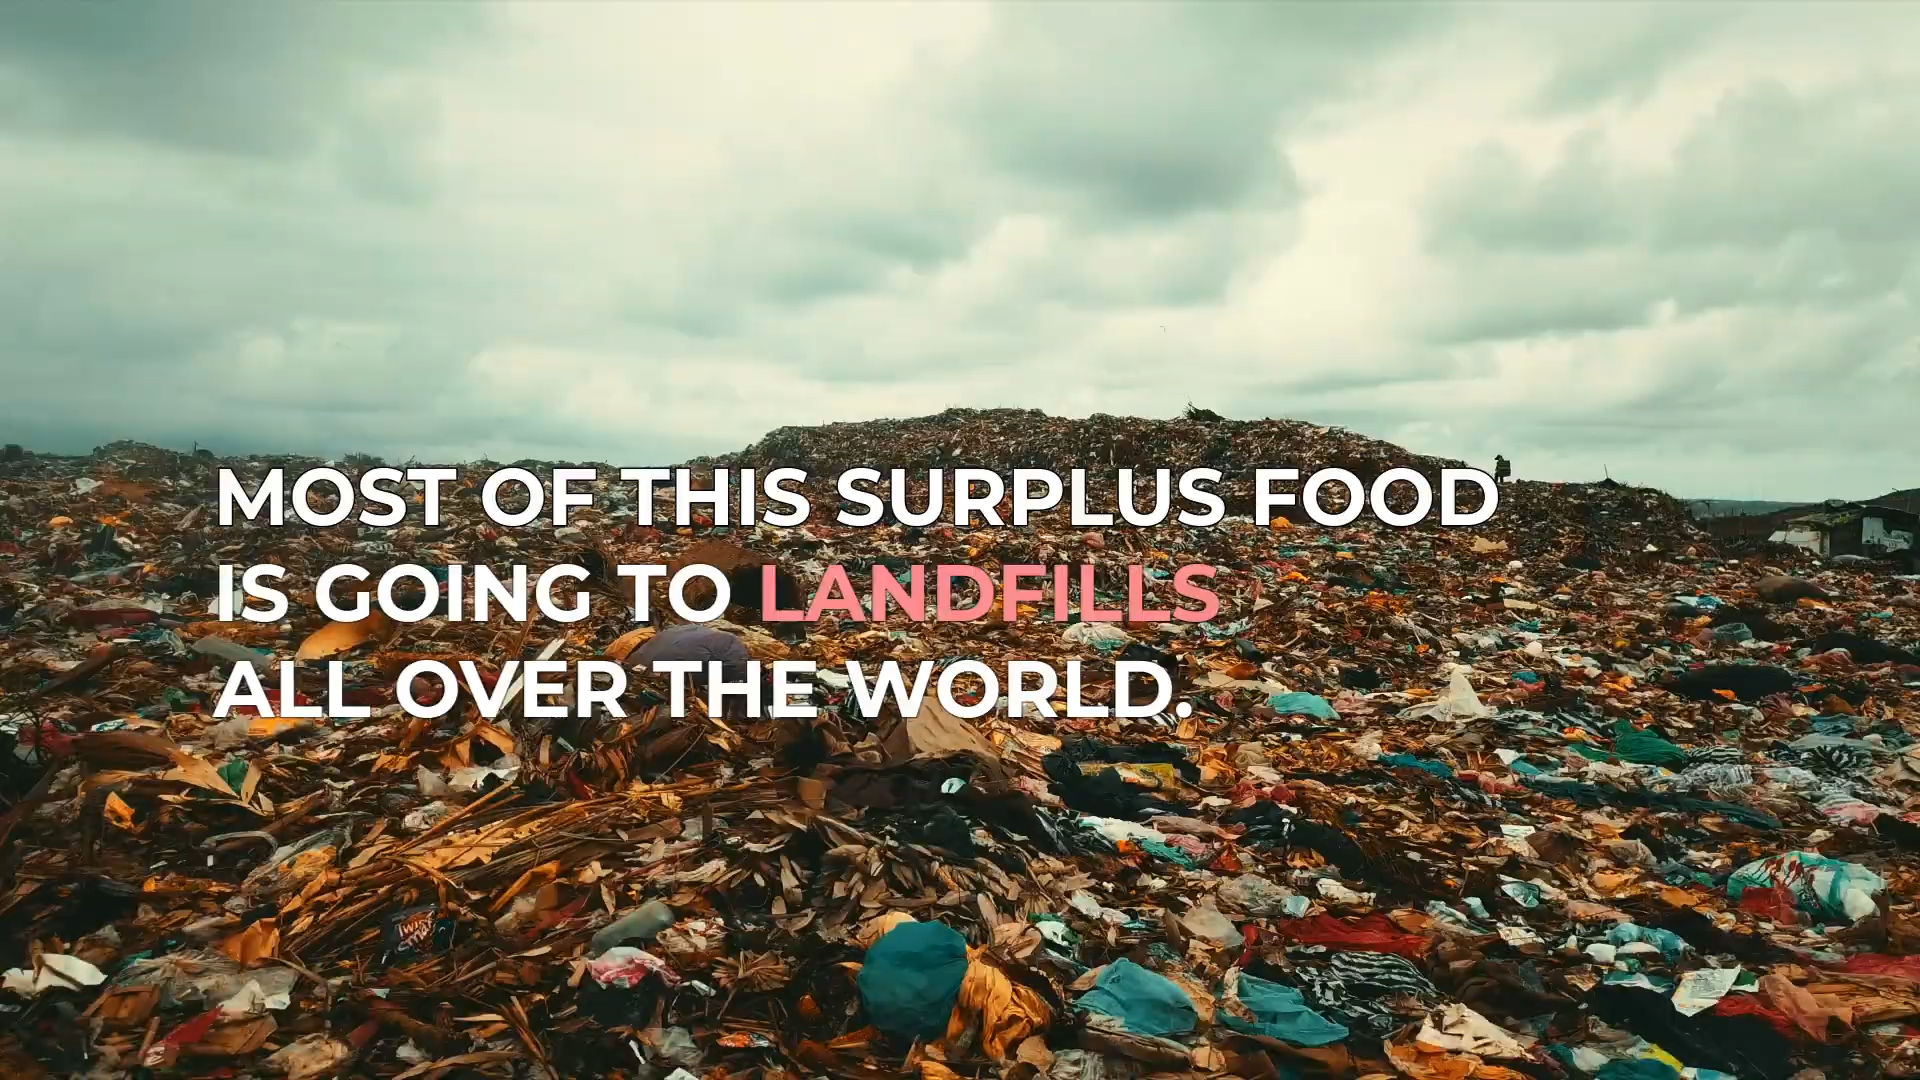 MOST OF THIS SURPLUS FOOD
IS GOING TO LANDFILLS
ALL OVER THE WORLD.